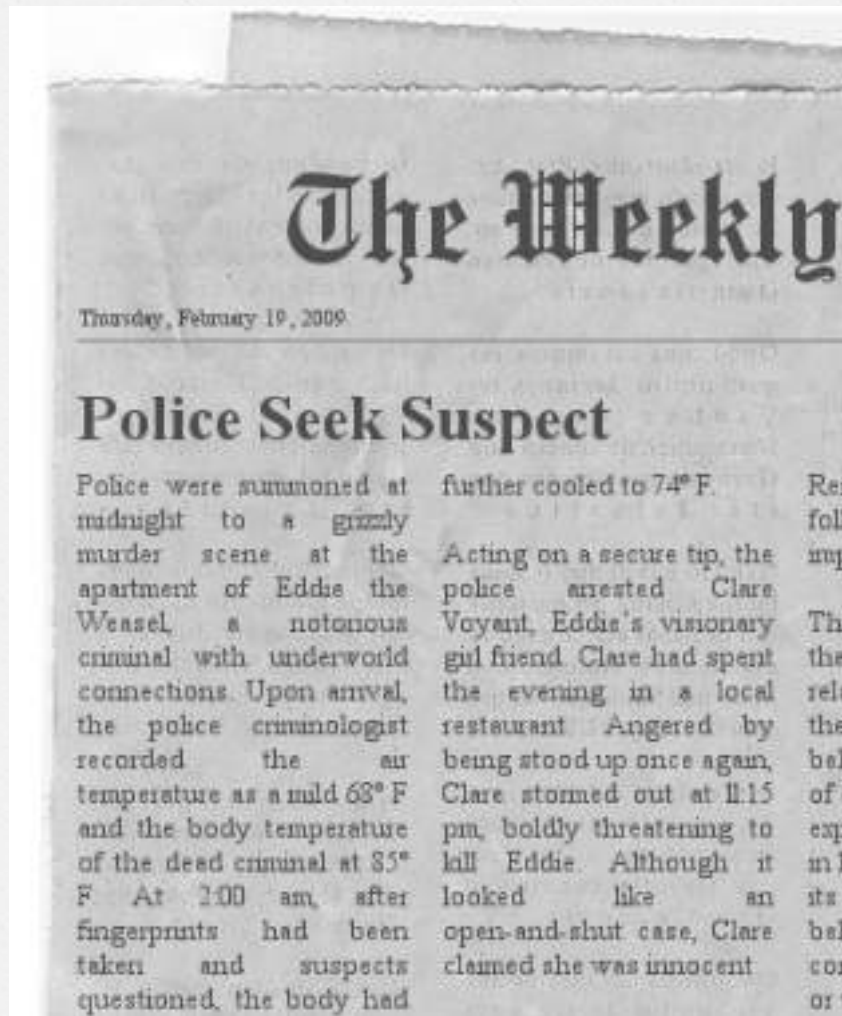 The Weekly
Thursday, February 19, 2009
Police Seek Suspect
Police were summoned at
midnight to a grizzly
murder scene at the
apartment of Eddie the
Weasel, a notorious
criminal with underworld
connections. Upon arrival,
the police criminologist
recorded the air
temperature as a mild 68° F
and the body temperature
of the dead criminal at 85°
F. At 2:00 am, after
fingerprints had been
taken and suspects
questioned, the body had
further cooled to 74° F.
Acting on a secure tip, the
police arrested Clare
Voyant, Eddie's visionary
girl friend. Clare had spent
the evening in a local
restaurant. Angered by
being stood up once again,
Clare stormed out at 11:15
pm, boldly threatening to
kill Eddie. Although it
looked like an
open-and-shut case, Clare
claimed she was innocent